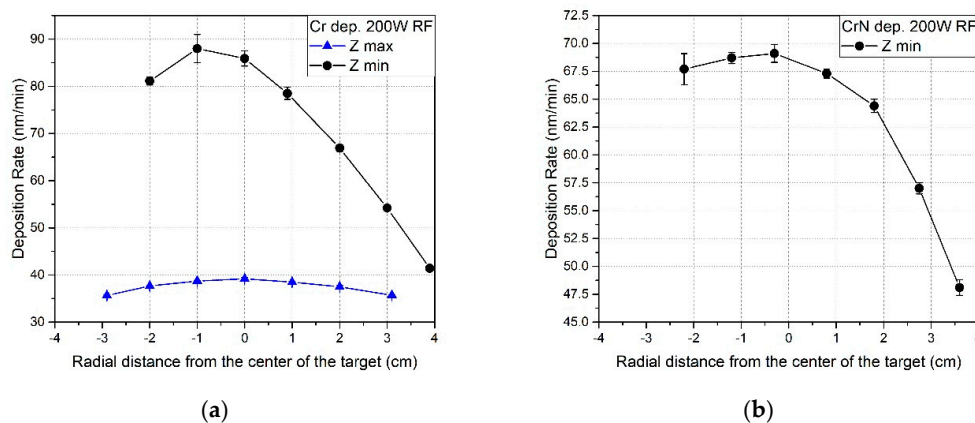 Cr dep. 200W RF
Z max
Z min
90
80
70
60
50
40
30
Deposition Rate (nm/min)
-4 -3 -2 -1 0 1 2 3 4
Radial distance from the center of the target (cm)
(a)
CrN dep. 200W RF
Z min
72.5
70.0
67.5
65.0
62.5
60.0
57.5
55.0
52.5
50.0
47.5
45.0
Deposition Rate (nm/min)
-4 -3 -2 -1 0 1 2 3 4
Radial distance from the center of the target (cm)
(b)